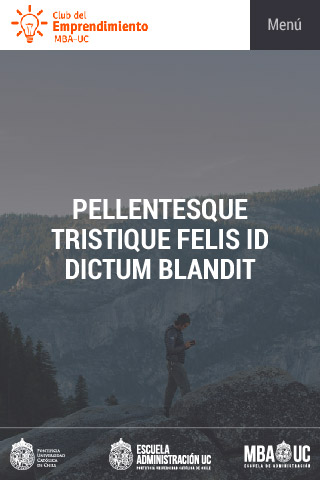 Club del
Emprendimiento
MBA-UC
Menú
PELLENTESQUE
TRISTIQUE FELIS ID
DICTUM BLANDIT
PONTIFICIA
UNIVERSIDAD
CATÓLICA
DE CHILE
ESCUELA
ADMINISTRACIÓN UC
PONTIFICIA UNIVERSIDAD CATÓLICA DE CHILE
MBA UC
ESCUELA DE ADMINISTRACIÓN